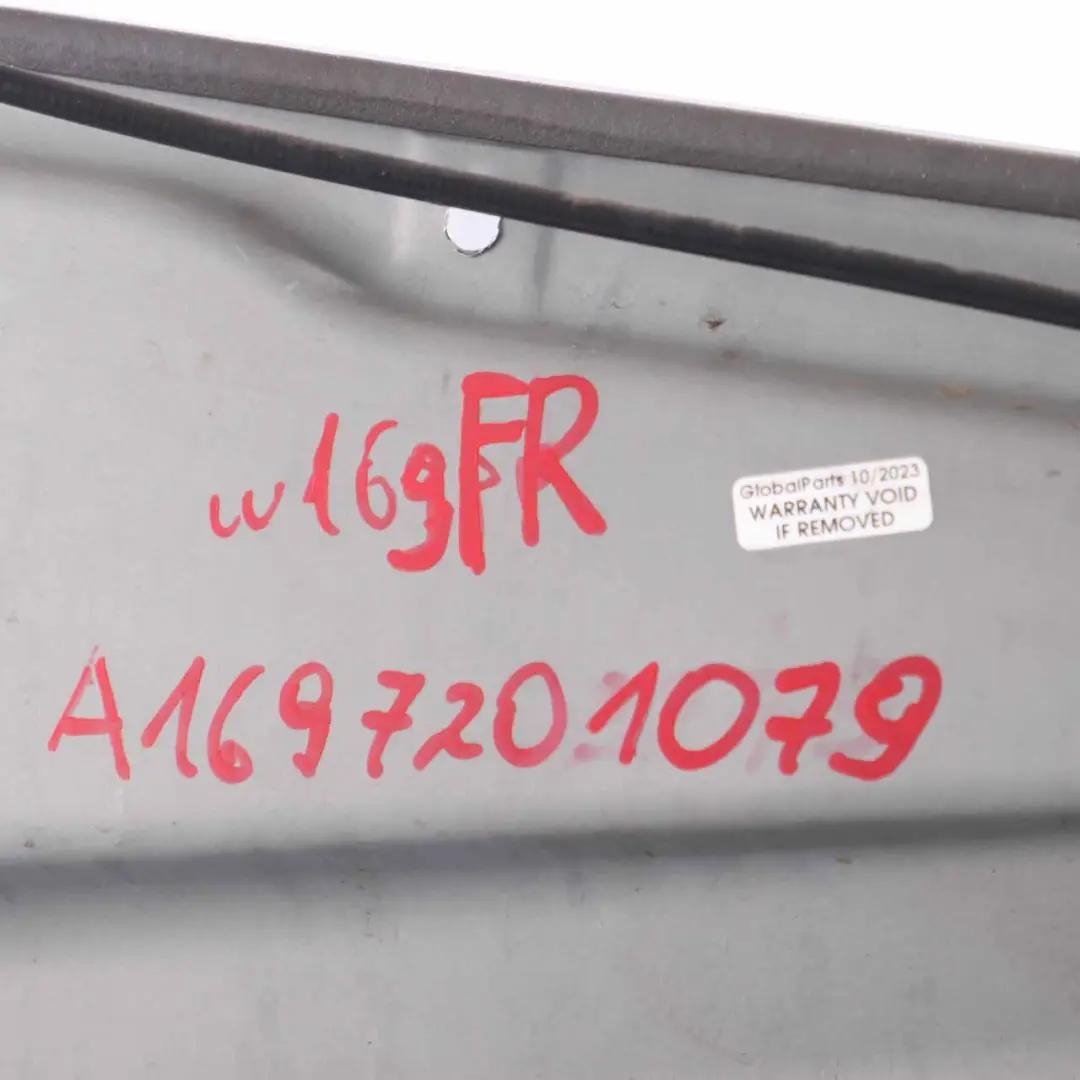 w169FR
GlobalParts 10/2023
WARRANTY VOID
IF REMOVED
A1697201079